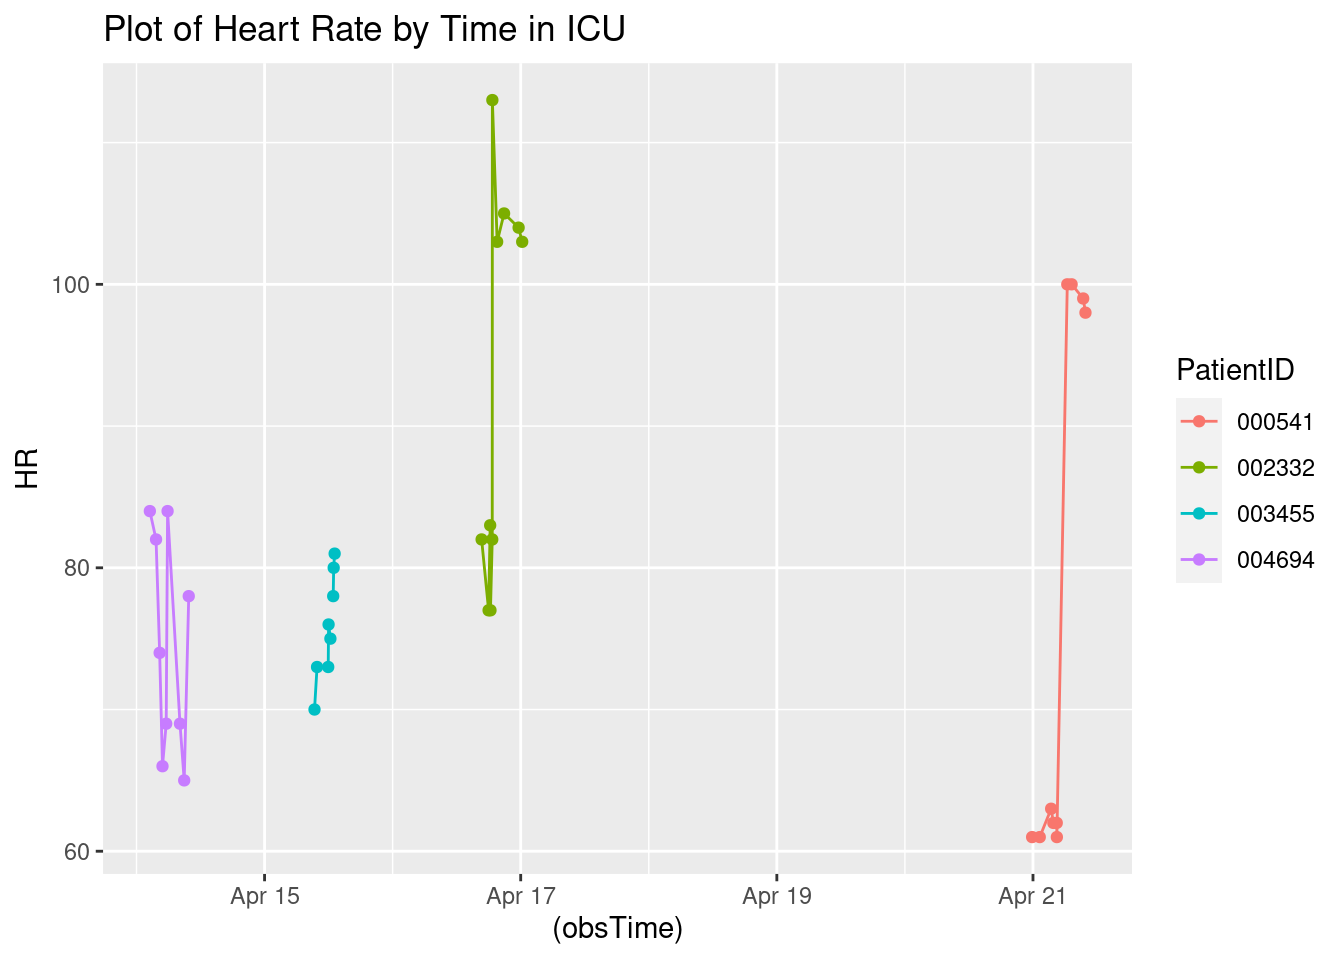 Plot of Heart Rate by Time in ICU
HR
100
80
60
Apr 15
Apr 17
Apr 19
Apr 21
(obsTime)
PatientID
000541
002332
003455
004694